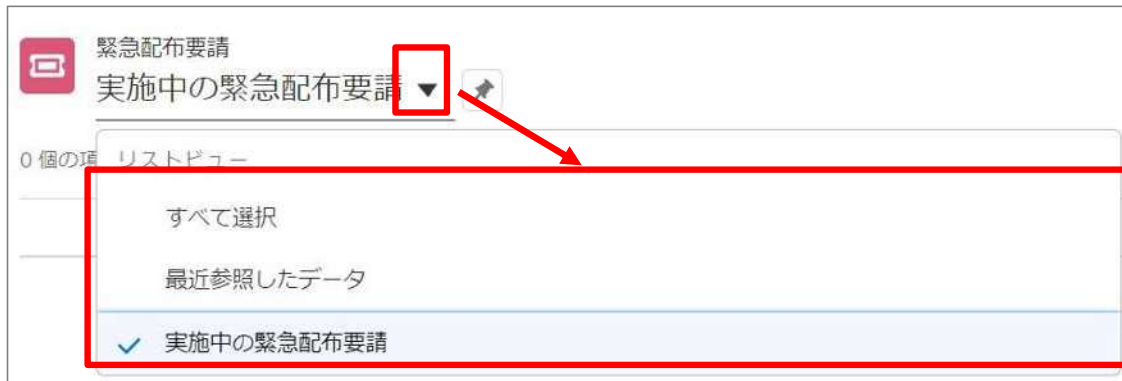 緊急配布要請
実施中の緊急配布要請
0 個の項
リストビュー
すべて選択
最近参照したデータ
実施中の緊急配布要請